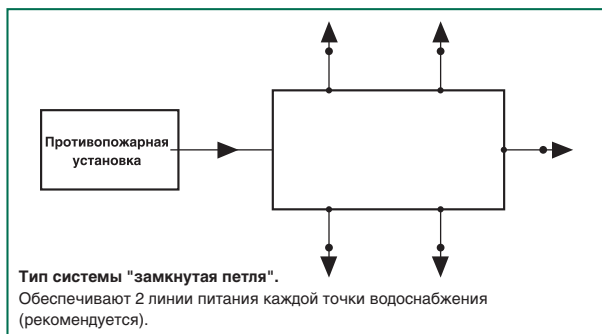 Противопожарная
установка
Тип системы "замкнутая петля".
Обеспечивают 2 линии питания каждой точки водоснабжения
(рекомендуется).